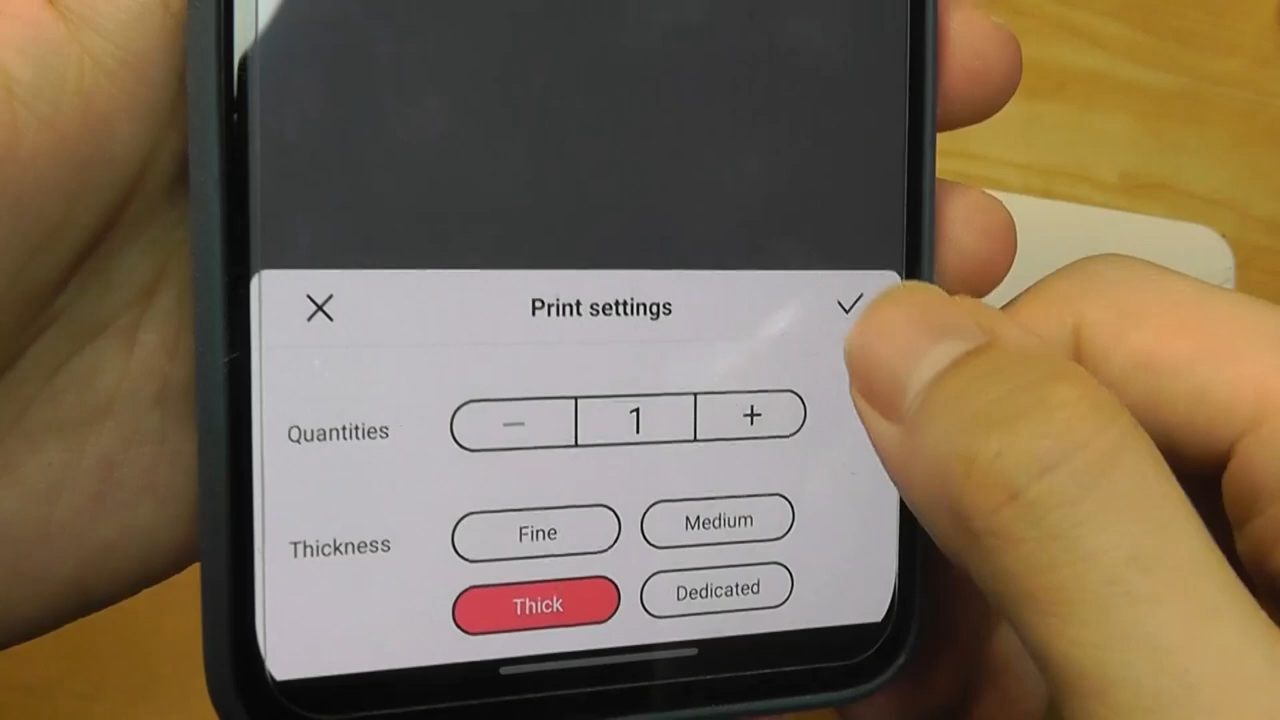 Print settings
Quantities − 1 +
Thickness Fine Medium
Thick Dedicated